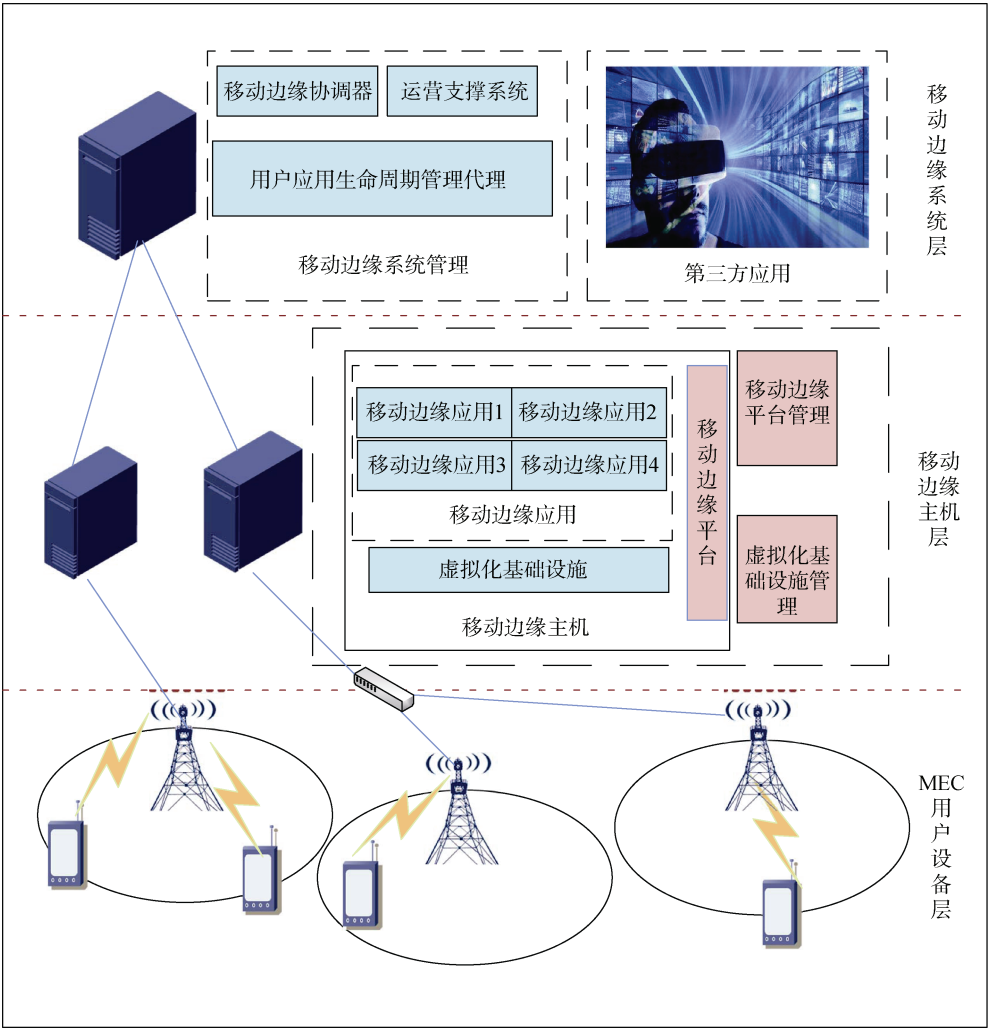 移动边缘协调器
运营支撑系统
用户应用生命周期管理代理
移动边缘系统管理
第三方应用
移动边缘系统层
移动边缘应用1
移动边缘应用2
移动边缘应用3
移动边缘应用4
移动边缘应用
虚拟化基础设施
移动边缘主机
移动边缘平台
移动边缘
平台管理
虚拟化基
础设施管
理
移动
边缘
主机
层
MEC
用
户
设
备
层